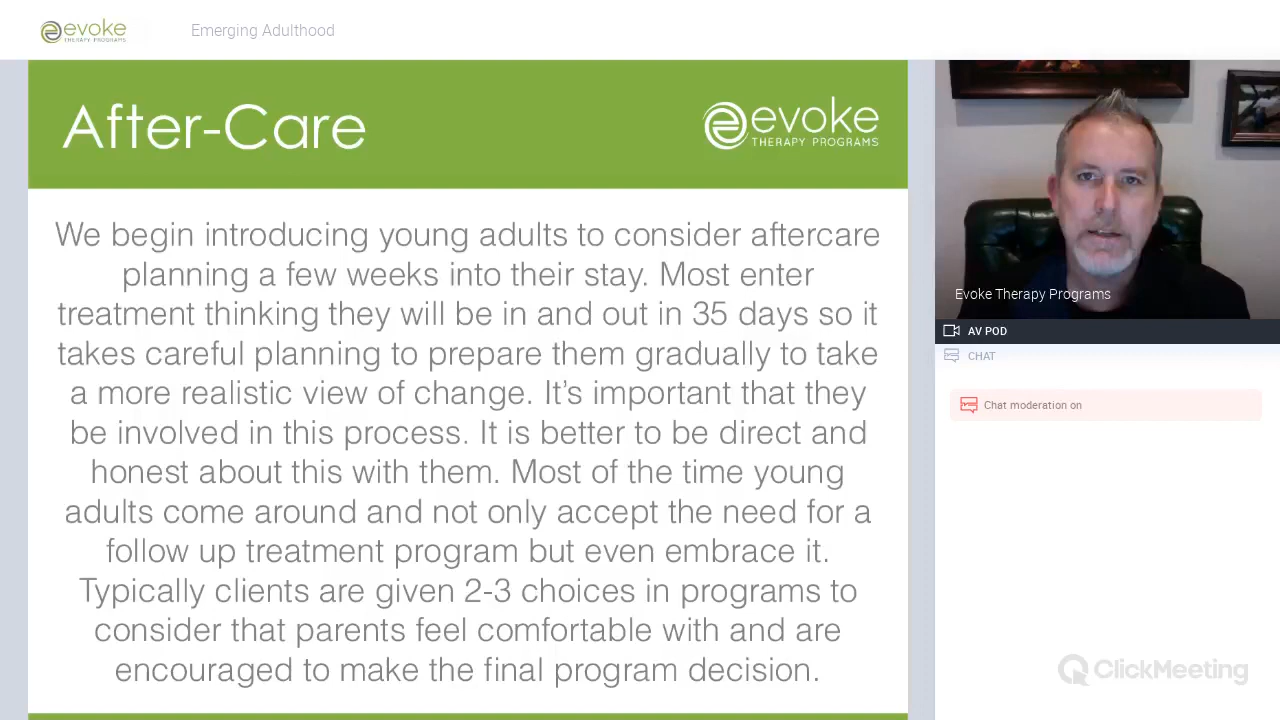 evoke
THERAPY PROGRAMS
Emerging Adulthood
After-Care
evoke
THERAPY PROGRAMS
We begin introducing young adults to consider aftercare
planning a few weeks into their stay. Most enter
treatment thinking they will be in and out in 35 days so it
takes careful planning to prepare them gradually to take
a more realistic view of change. It's important that they
be involved in this process. It is better to be direct and
honest about this with them. Most of the time young
adults come around and not only accept the need for a
follow up treatment program but even embrace it.
Typically clients are given 2-3 choices in programs to
consider that parents feel comfortable with and are
encouraged to make the final program decision.
Evoke Therapy Programs
AV POD
CHAT
Chat moderation on
ClickMeeting